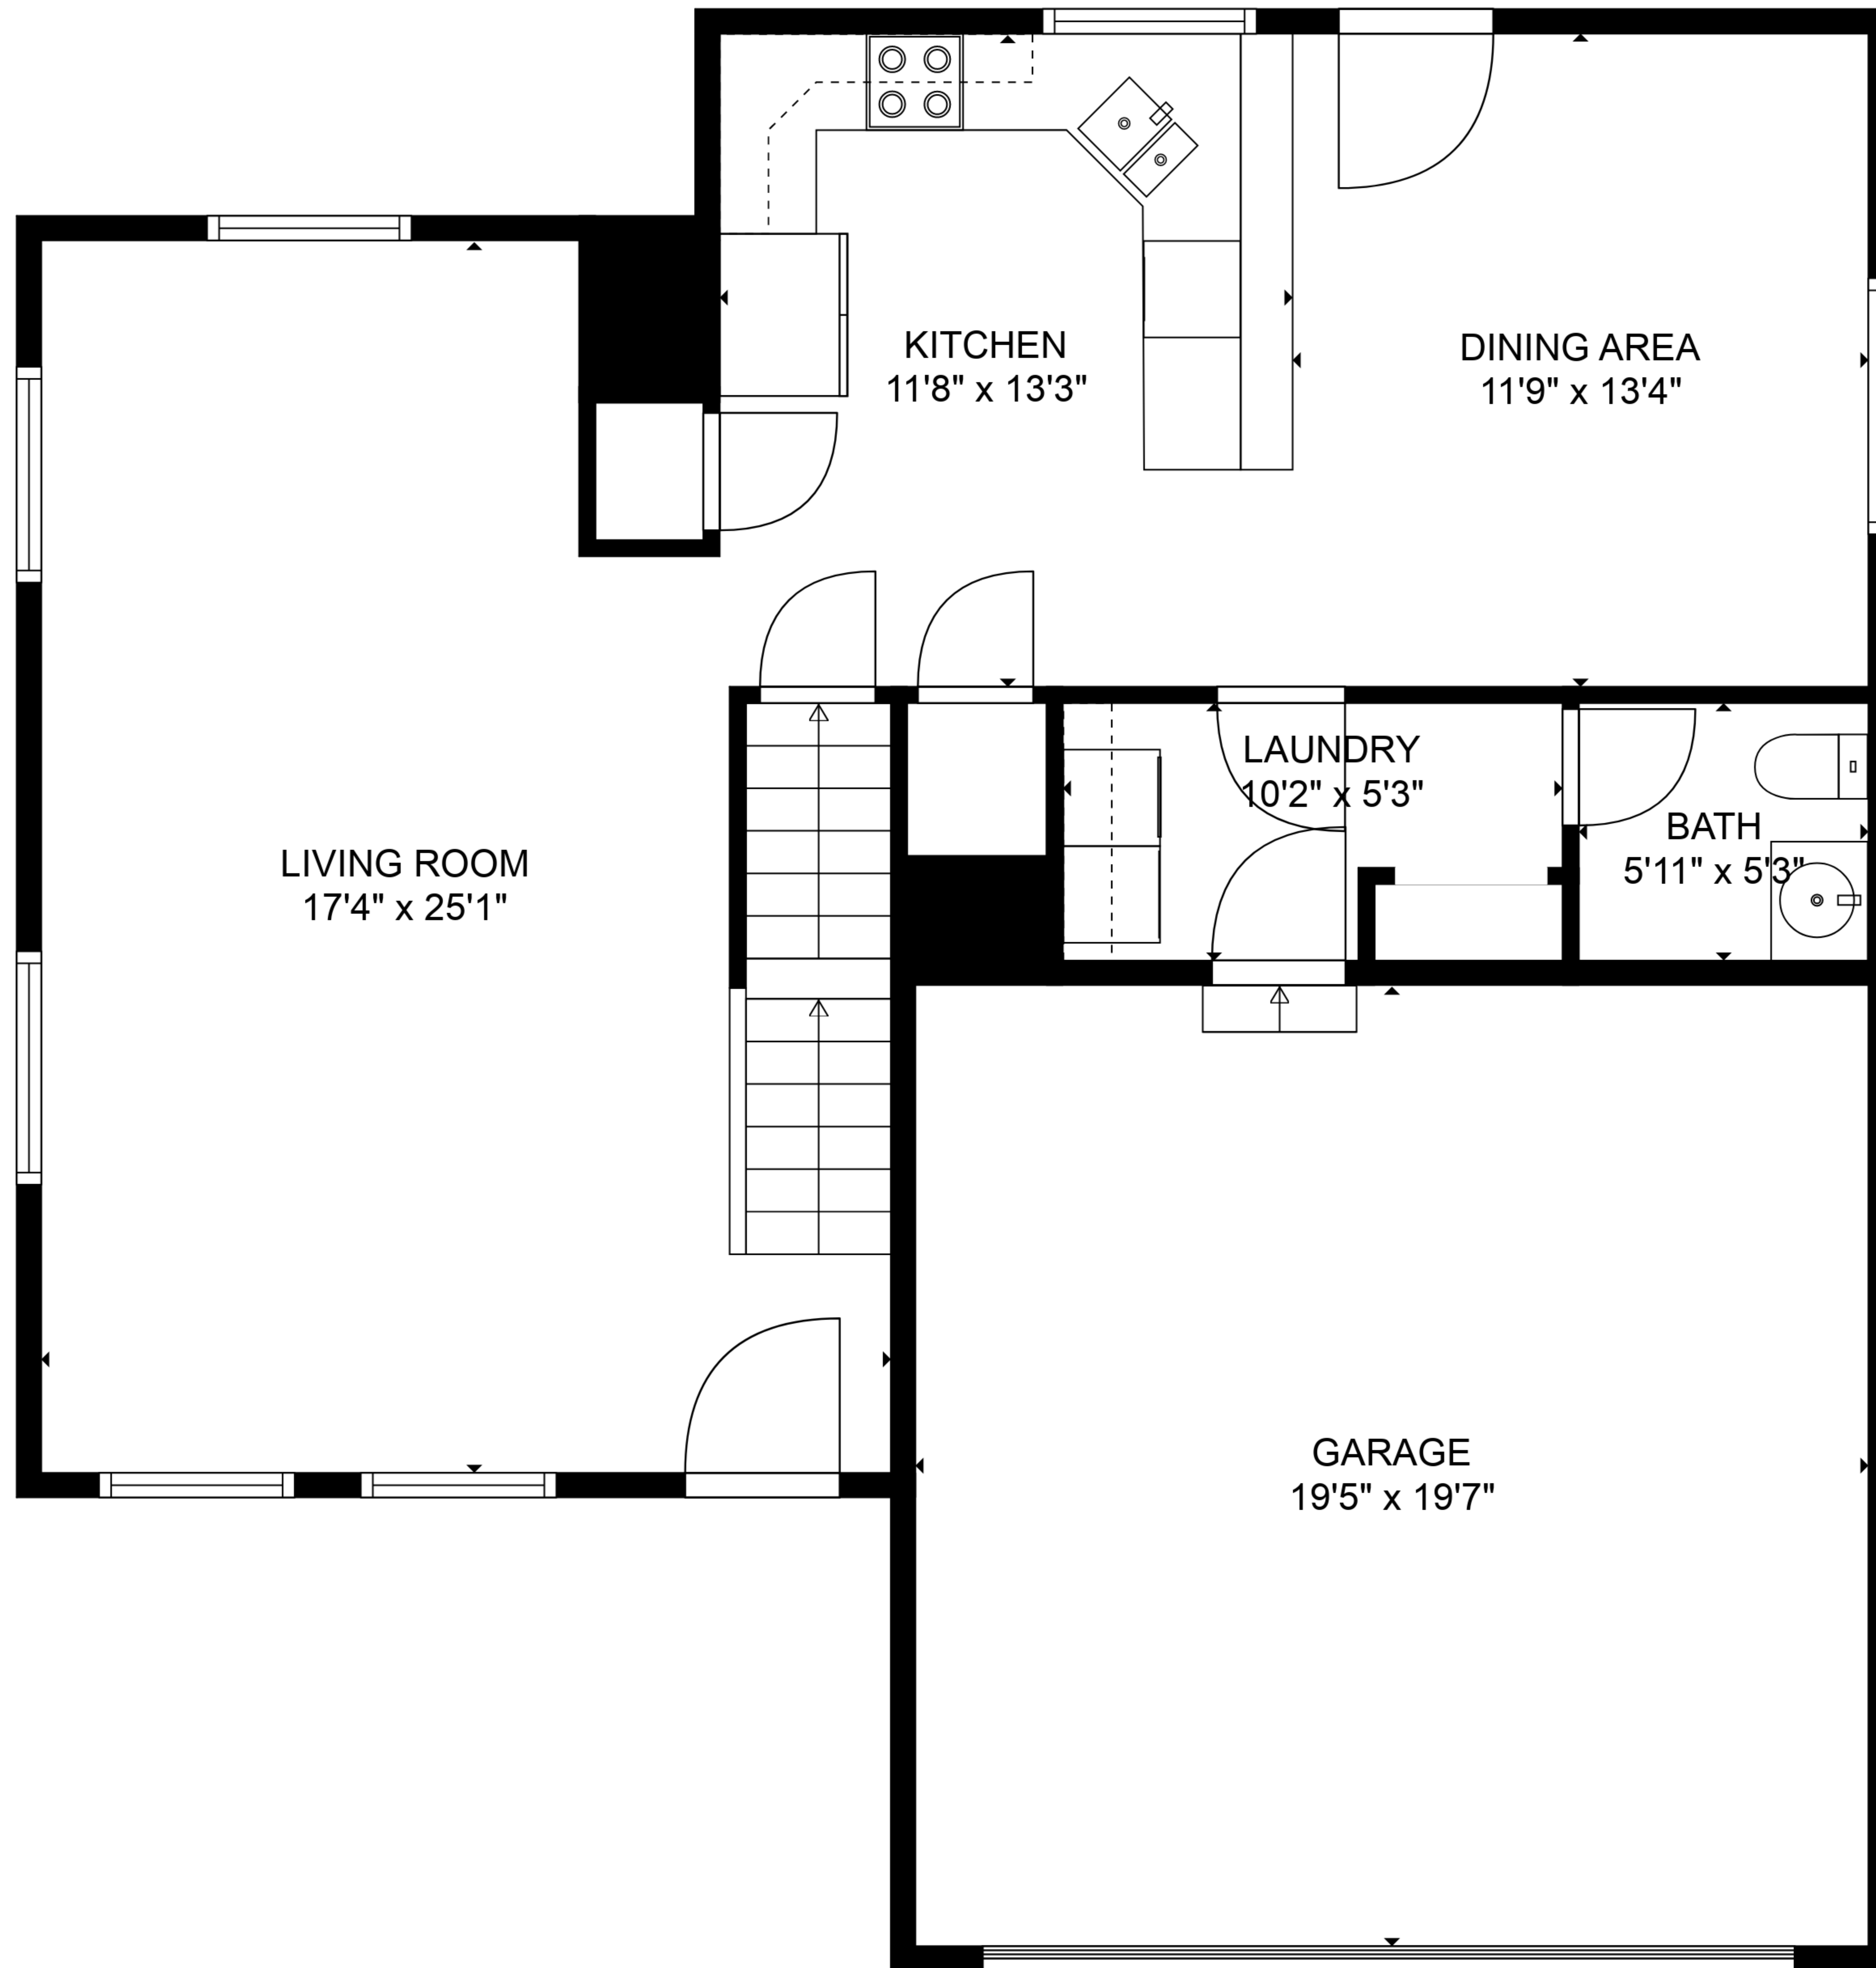 KITCHEN
11'8" x 13'3"
DINING AREA
11'9" x 13'4"
LAUNDRY
10'2" x 5'3"
BATH
5'11" x 5'3"
LIVING ROOM
17'4" x 25'1"
GARAGE
19'5" x 19'7"